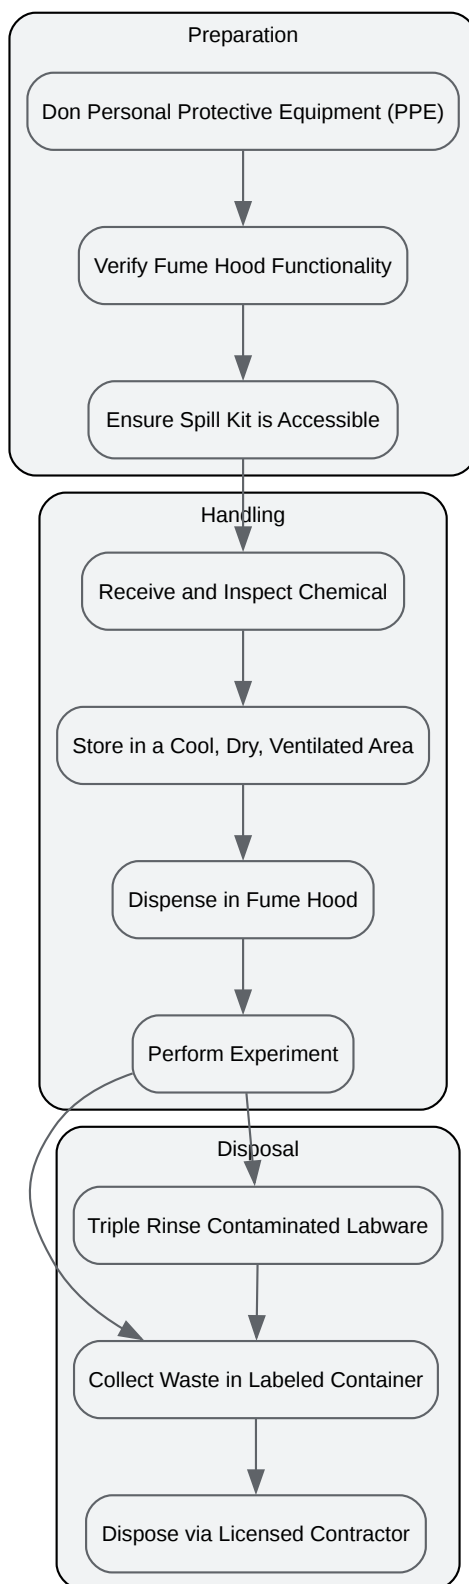 Preparation
Don Personal Protective Equipment (PPE)
Verify Fume Hood Functionality
Ensure Spill Kit is Accessible
Handling
Receive and Inspect Chemical
Store in a Cool, Dry, Ventilated Area
Dispense in Fume Hood
Perform Experiment
Disposal
Triple Rinse Contaminated Labware
Collect Waste in Labeled Container
Dispose via Licensed Contractor